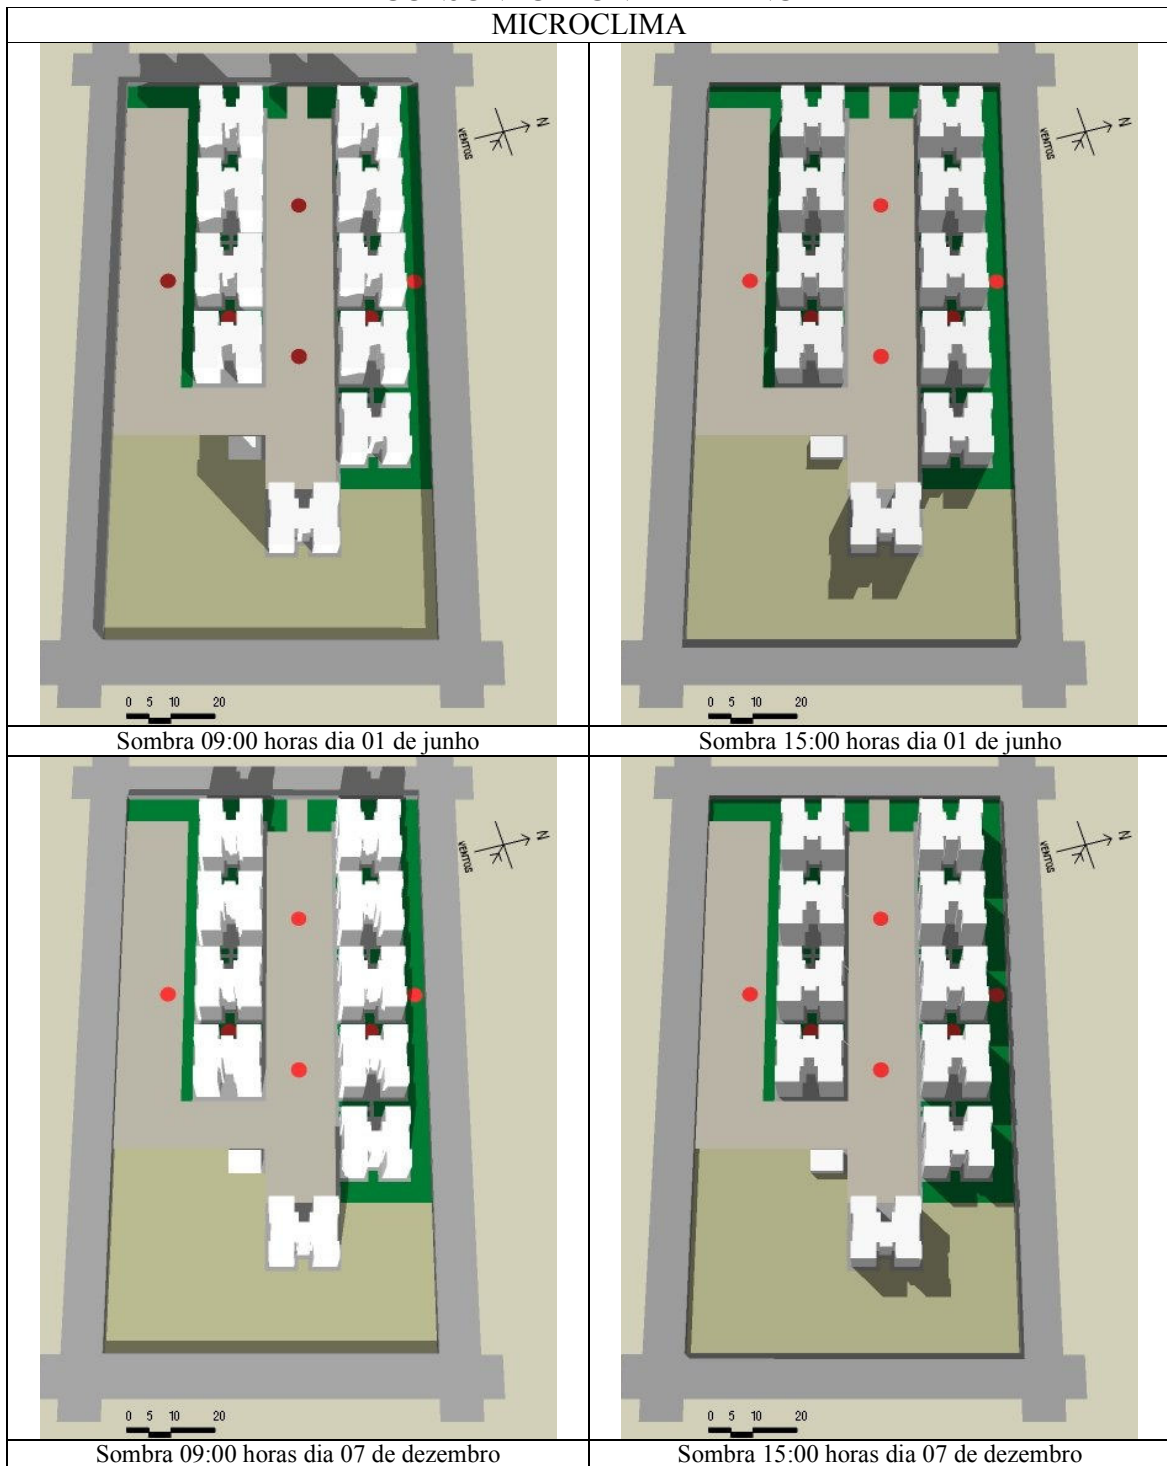 MICROCLIMA
N
VENTOS
0 5 10 20
N
VENTOS
0 5 10 20
Sombra 09:00 horas dia 01 de junho
Sombra 15:00 horas dia 01 de junho
N
VENTOS
0 5 10 20
N
VENTOS
0 5 10 20
Sombra 09:00 horas dia 07 de dezembro
Sombra 15:00 horas dia 07 de dezembro